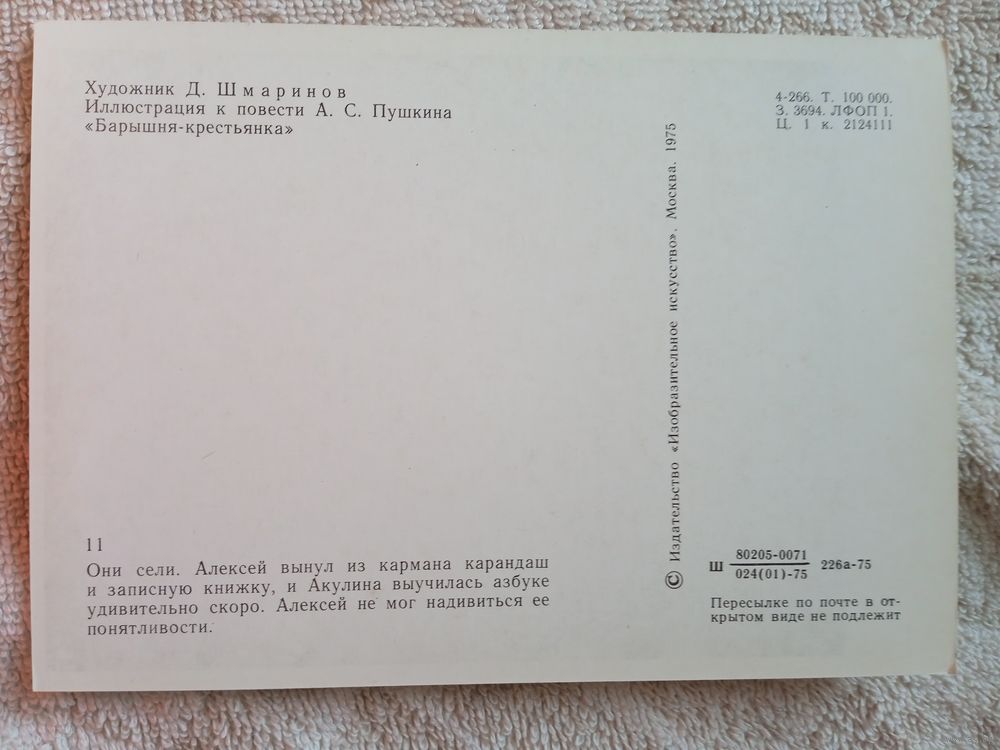 Художник Д. Шмаринов
Иллюстрация к повести А. С. Пушкина
«Барышня-крестьянка»
4-266. Т. 100 000.
З. 3694. ЛФОП 1.
Ц. 1 к. 2124111
© Издательство «Изобразительное искусство». Москва. 1975
11
Они сели. Алексей вынул из кармана карандаш
и записную книжку, и Акулина выучилась азбуке
удивительно скоро. Алексей не мог надивиться ее
понятливости.
Ш 80205-0071
024(01)-75 226а-75
Пересылке по почте в от-
крытом виде не подлежит